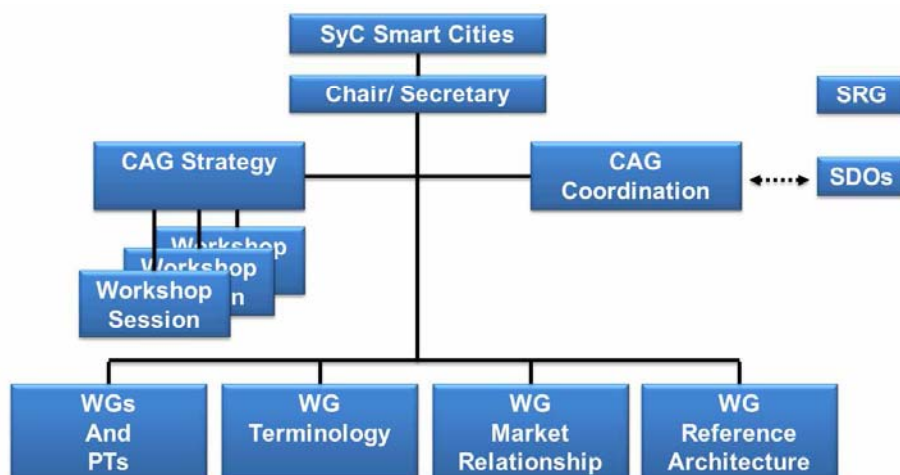 SyC Smart Cities
Chair/ Secretary
SRG
CAG Strategy
CAG
Coordination
SDOs
Workshop
Workshop
n
Workshop
Session
WGs
And
PTs
WG
Terminology
WG
Market
Relationship
WG
Reference
Architecture